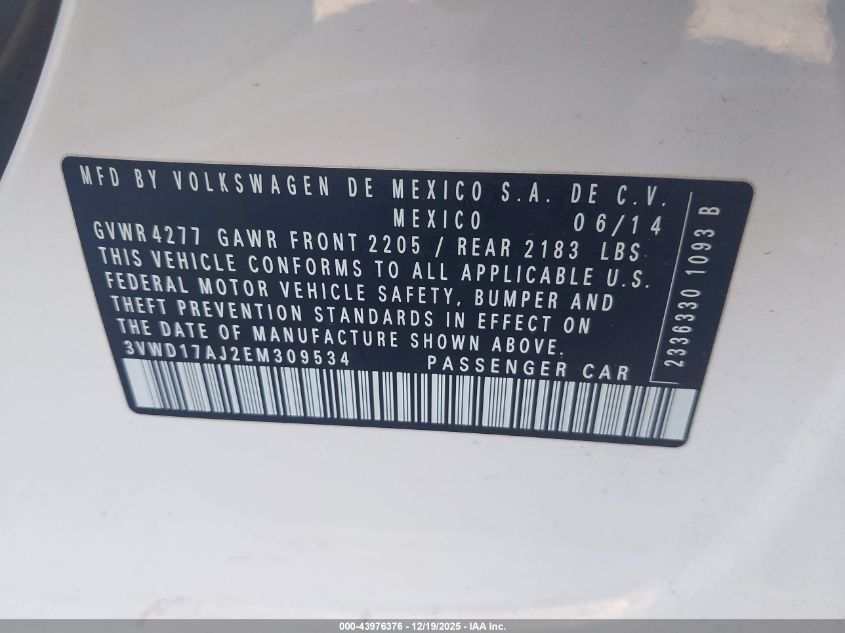 MFD BY VOLKSWAGEN DE MEXICO S.A. DE C.V.
MEXICO 06/14
GVWR 4277 GAWR FRONT 2205 / REAR 2183 LBS
THIS VEHICLE CONFORMS TO ALL APPLICABLE U.S.
FEDERAL MOTOR VEHICLE SAFETY, BUMPER AND
THEFT PREVENTION STANDARDS IN EFFECT ON
THE DATE OF MANUFACTURE SHOWN ABOVE.
3VWD17AJ2EM309534 PASSENGER CAR
2336330 1093 B
000-43976376 - 12/19/2025 - IAA Inc.